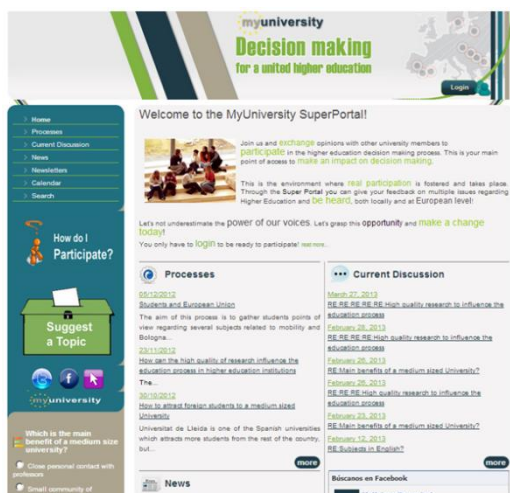 myuniversity
Decision making
for a united higher education
Login
Home
Processes
Current Discussion
News
Newsletters
Calendar
Search
How do I
Participate?
Suggest
a Topic
myuniversity
Which is the main
benefit of a medium size
university?
Close personal contact with
professors
Small community of
Welcome to the MyUniversity SuperPortal!
Join us and exchange opinions with other university members to
participate in the higher education decision making process. This is your main
point of access to make an impact on decision making.
This is the environment where real participation is fostered and takes place.
Through the Super Portal you can give your feedback on multiple issues regarding
Higher Education and be heard, both locally and at European level!
Let's not underestimate the power of our voices. Let's grasp this opportunity and make a change
today!
You only have to login to be ready to participate! read more...
Processes
05/12/2012
Students and European Union
The aim of this process is to gather students points of
view regarding several subjects related to mobility and
Bologna...
23/11/2012
How can the high quality of research influence the
education process in higher education institutions
The...
30/10/2012
How to attract foreign students to a medium sized
University
Universitat de Lleida is one of the Spanish universities
which attracts more students from the rest of the country,
but...
more
News
Current Discussion
March 27, 2013
RE:RE:RE:RE:RE:High quality research to influence the
education process
February 28, 2013
RE:RE:RE:RE:High quality research to influence the
education process
February 26, 2013
RE:Main benefits of a medium sized University?
February 26, 2013
RE:RE:RE:High quality research to influence the
education process
February 23, 2013
RE:Main benefits of a medium sized University?
February 12, 2013
RE:Subjects in English?
more
Búscanos en Facebook